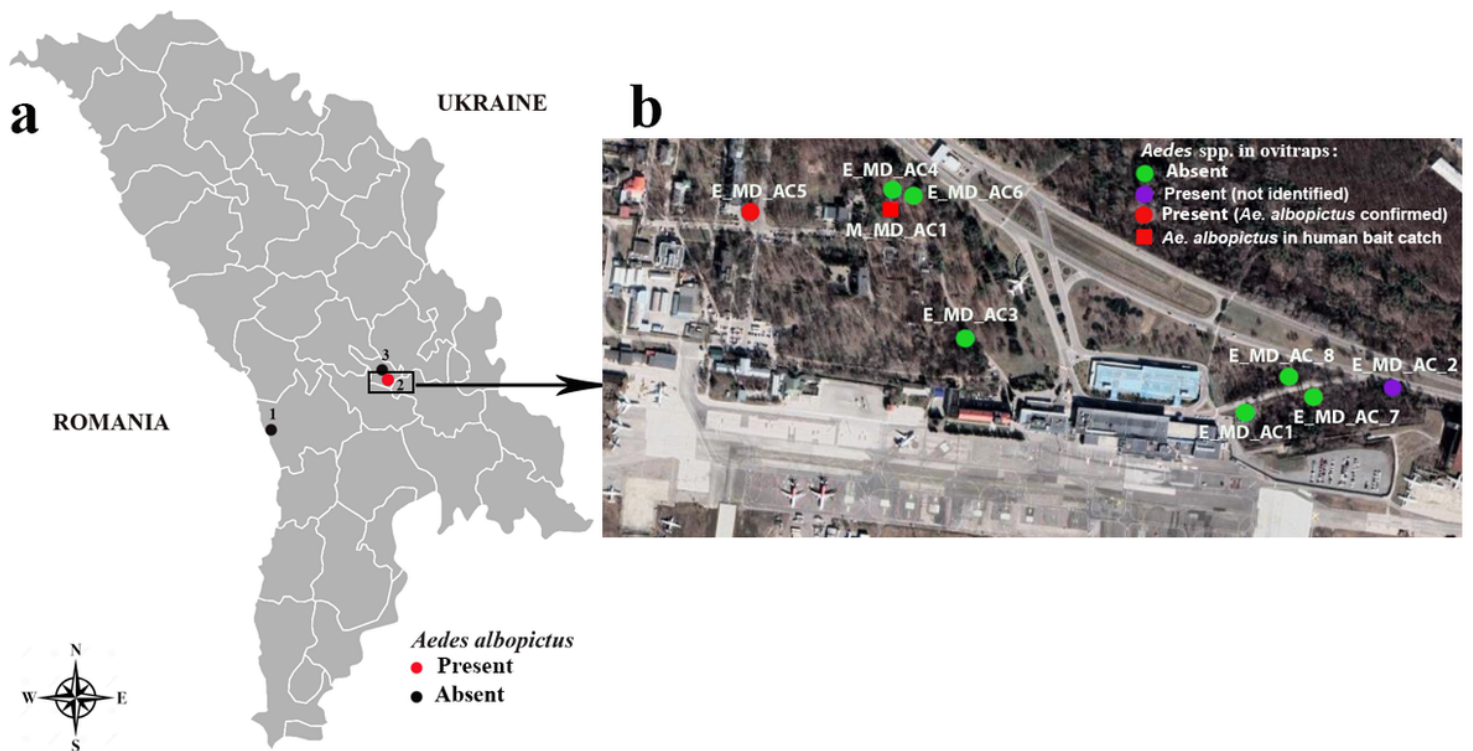 a
UKRAINE
ROMANIA
3
2
1
Aedes albopictus
Present
Absent
N
W
E
S
b
Aedes spp. in ovitraps:
Absent
Present (not identified)
Present (Ae. albopictus confirmed)
Ae. albopictus in human bait catch
E_MD_AC4
E_MD_AC5
E_MD_AC6
M_MD_AC1
E_MD_AC3
E_MD_AC_8
E_MD_AC_2
E_MD_AC_7
E_MD_AC1